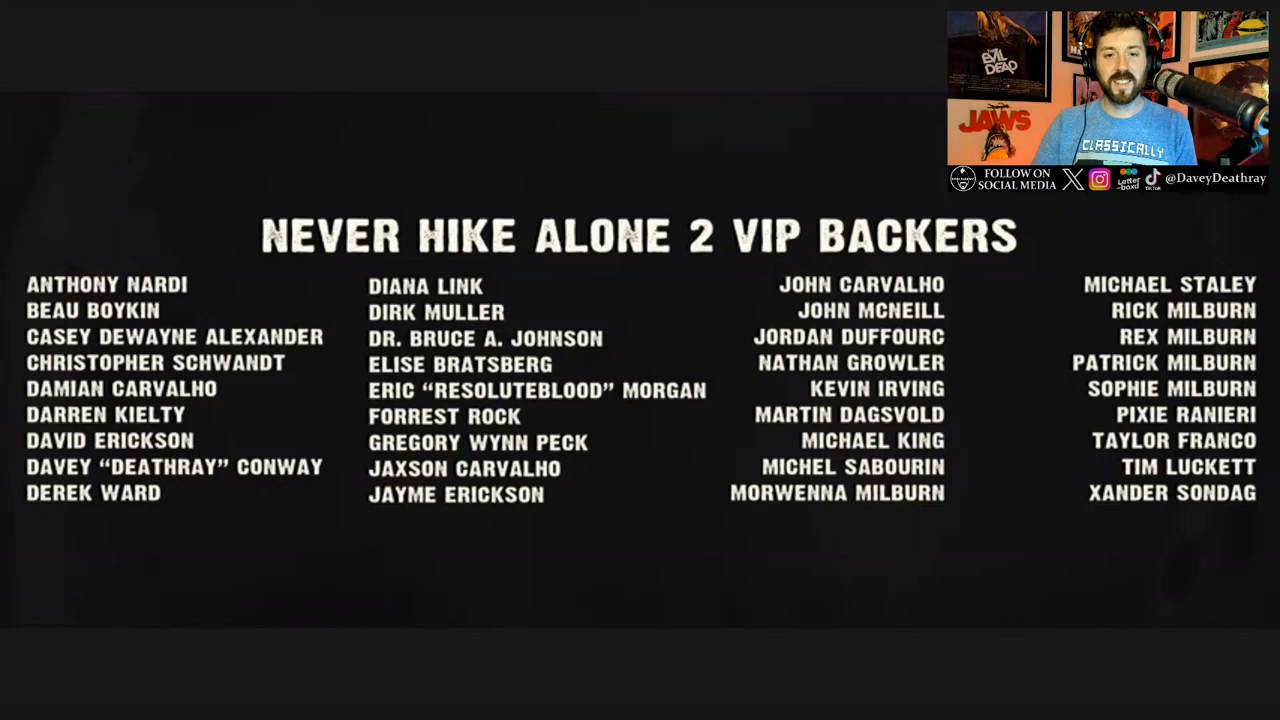 THE
EVIL
DEAD
JAWS
CLASSICALLY
FOLLOW ON
SOCIAL MEDIA
Letter
boxd
TikTok
@DaveyDeathray
NEVER HIKE ALONE 2 VIP BACKERS
ANTHONY NARDI
BEAU BOYKIN
CASEY DEWAYNE ALEXANDER
CHRISTOPHER SCHWANDT
DAMIAN CARVALHO
DARREN KIELTY
DAVID ERICKSON
DAVEY “DEATHRAY” CONWAY
DEREK WARD
DIANA LINK
DIRK MULLER
DR. BRUCE A. JOHNSON
ELISE BRATSBERG
ERIC “RESOLUTEBLOOD” MORGAN
FORREST ROCK
GREGORY WYNN PECK
JAXSON CARVALHO
JAYME ERICKSON
JOHN CARVALHO
JOHN MCNEILL
JORDAN DUFFOURC
NATHAN GROWLER
KEVIN IRVING
MARTIN DAGSVOLD
MICHAEL KING
MICHEL SABOURIN
MORWENNA MILBURN
MICHAEL STALEY
RICK MILBURN
REX MILBURN
PATRICK MILBURN
SOPHIE MILBURN
PIXIE RANIERI
TAYLOR FRANCO
TIM LUCKETT
XANDER SONDAG